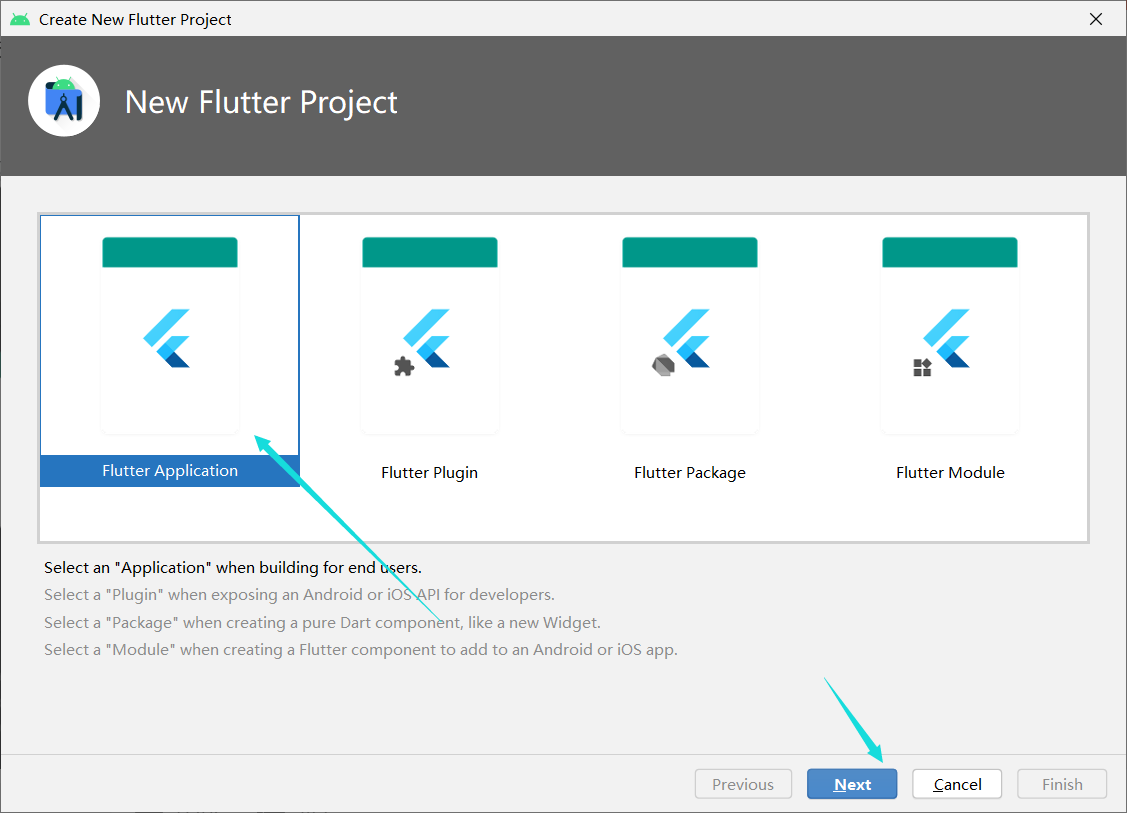 Create New Flutter Project
New Flutter Project
Flutter Application
Flutter Plugin
Flutter Package
Flutter Module
Select an "Application" when building for end users.
Select a "Plugin" when exposing an Android or iOS API for developers.
Select a "Package" when creating a pure Dart component, like a new Widget.
Select a "Module" when creating a Flutter component to add to an Android or iOS app.
Previous
Next
Cancel
Finish